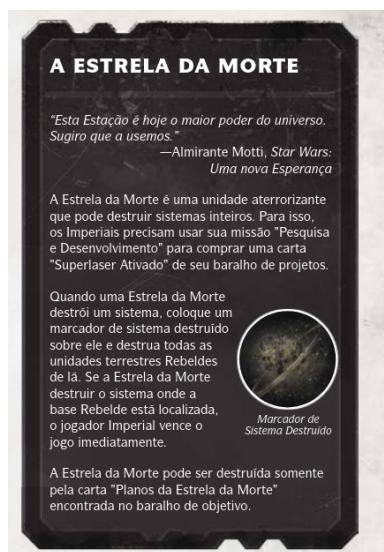 A ESTRELA DA MORTE
“Esta Estação é hoje o maior poder do universo.
Sugiro que a usemos.”
—Almirante Motti, Star Wars:
Uma nova Esperança
A Estrela da Morte é uma unidade aterrorizante
que pode destruir sistemas inteiros. Para isso,
os Imperiais precisam usar sua missão "Pesquisa
e Desenvolvimento" para comprar uma carta
"Superlaser Ativado" de seu baralho de projetos.
Quando uma Estrela da Morte
destrói um sistema, coloque um
marcador de sistema destruído
sobre ele e destrua todas as
unidades terrestres Rebeldes
de lá. Se a Estrela da Morte
destruir o sistema onde a
base Rebelde está localizada,
o jogador Imperial vence o
jogo imediatamente.
Marcador de
Sistema Destruído
A Estrela da Morte pode ser destruída somente
pela carta "Planos da Estrela da Morte"
encontrada no baralho de objetivo.